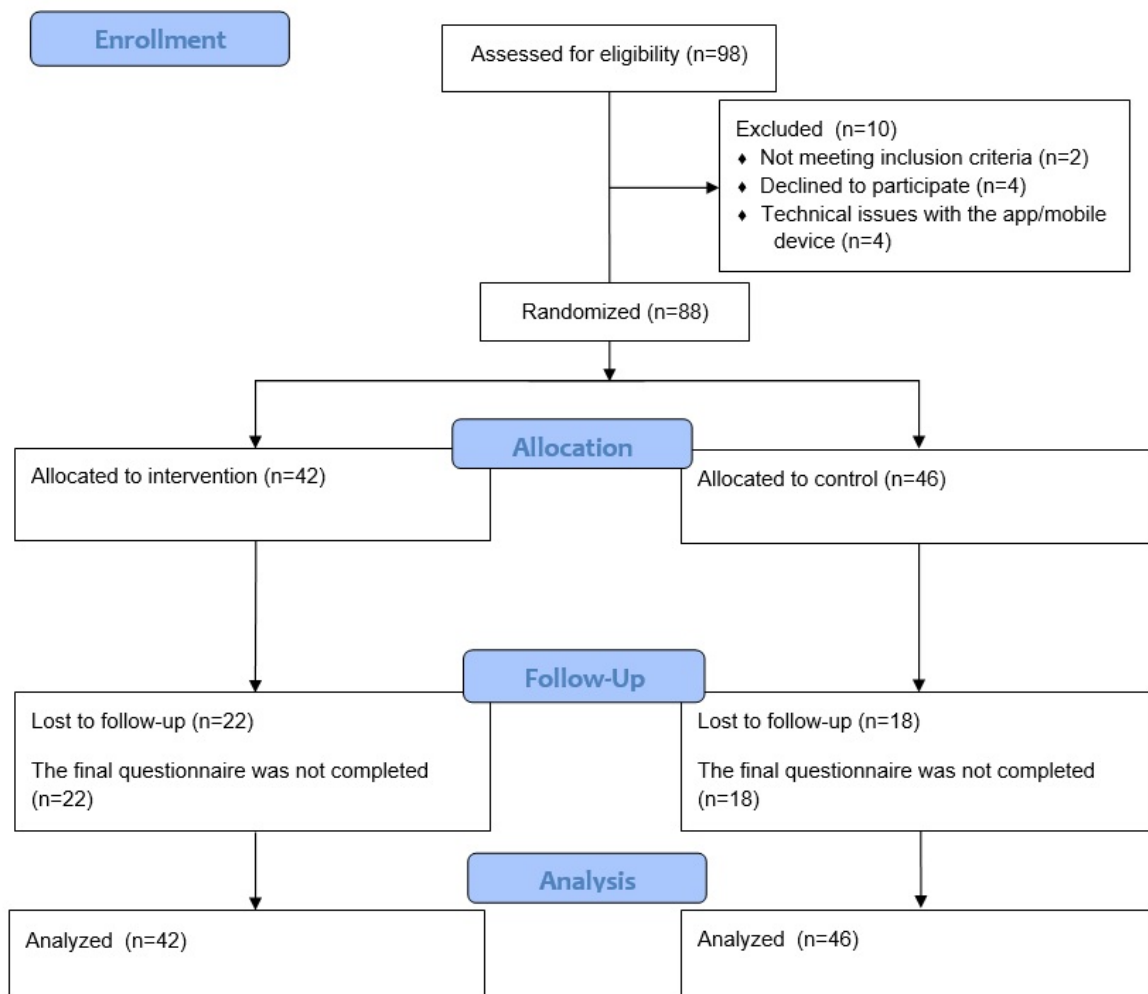 Enrollment
Assessed for eligibility (n=98)
Excluded (n=10)
♦ Not meeting inclusion criteria (n=2)
♦ Declined to participate (n=4)
♦ Technical issues with the app/mobile
device (n=4)
Randomized (n=88)
Allocation
Allocated to intervention (n=42)
Allocated to control (n=46)
Follow-Up
Lost to follow-up (n=22)
The final questionnaire was not completed
(n=22)
Lost to follow-up (n=18)
The final questionnaire was not completed
(n=18)
Analysis
Analyzed (n=42)
Analyzed (n=46)